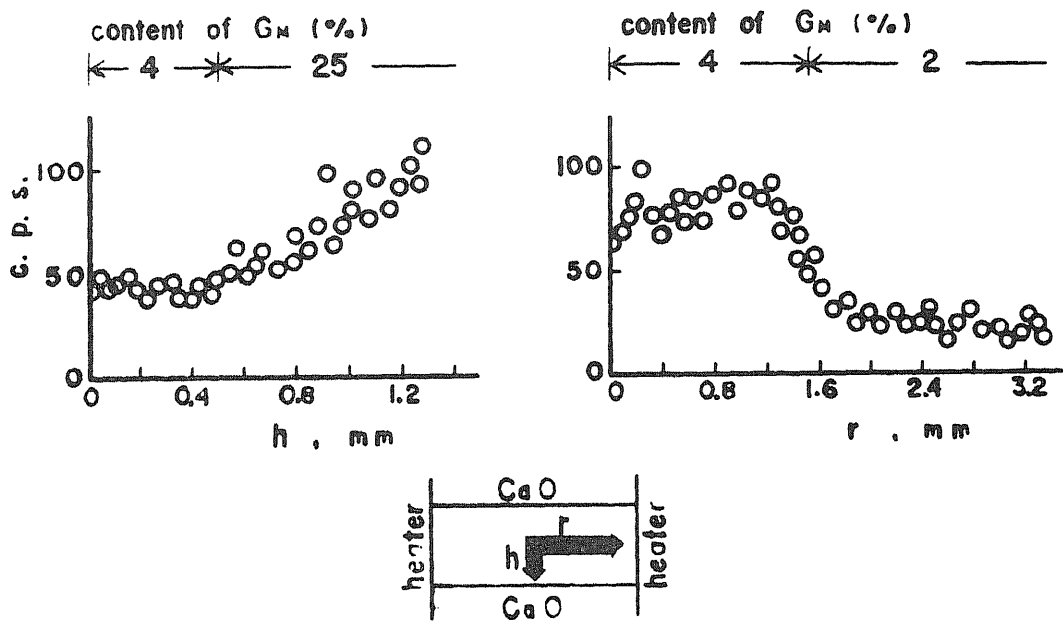 content of GM (%)
4 25
c. p. s.
100
50
0
0 0.4 0.8 1.2
h , mm
content of GM (%)
4 2
100
50
0
0 0.8 1.6 2.4 3.2
r , mm
CaO
heater
r
h
heater
CaO